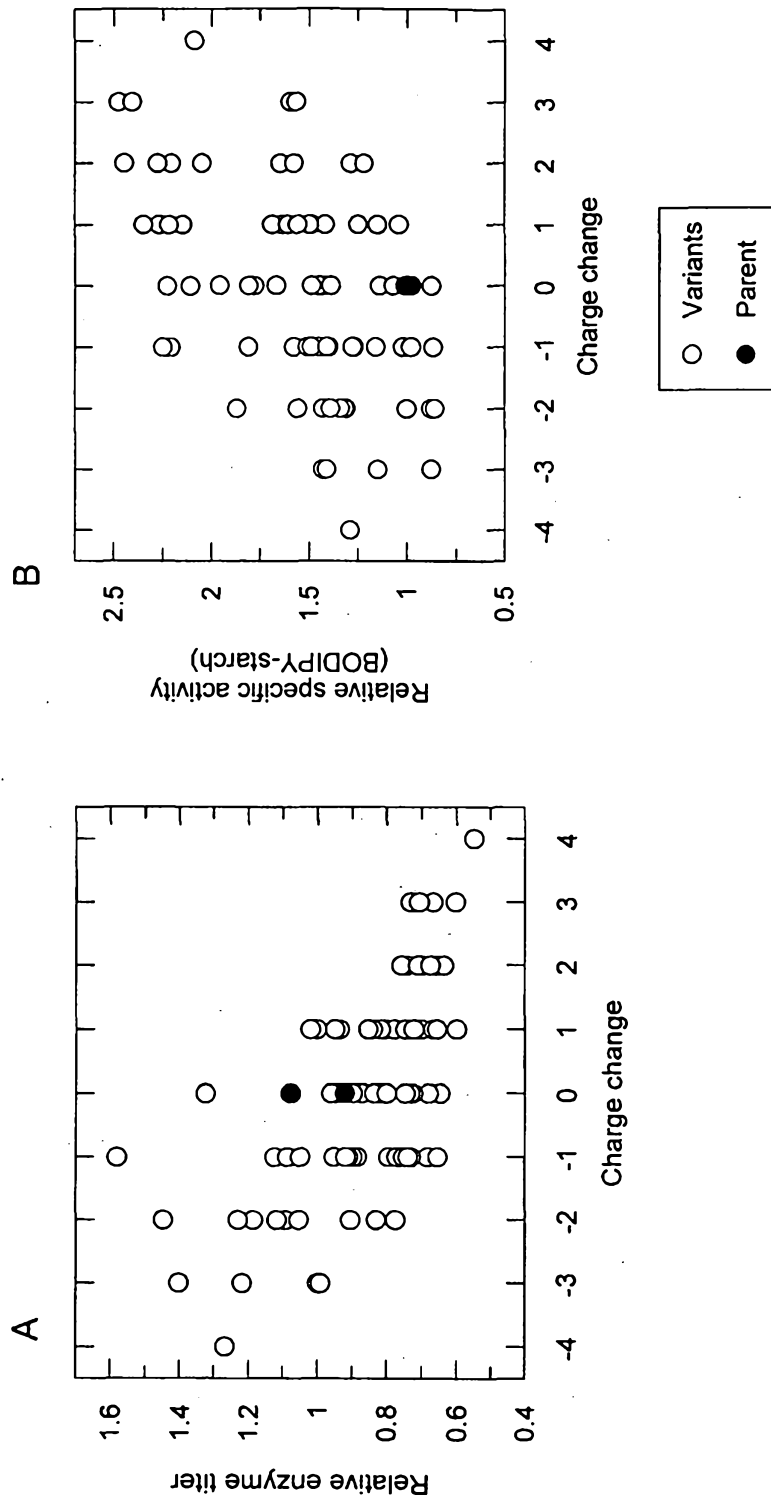 A
Relative enzyme titer
1.6
1.4
1.2
1
0.8
0.6
0.4
-4 -3 -2 -1 0 1 2 3 4
Charge change
B
Relative specific activity
(BODIPY-starch)
2.5
2
1.5
1
0.5
-4 -3 -2 -1 0 1 2 3 4
Charge change
Variants
Parent